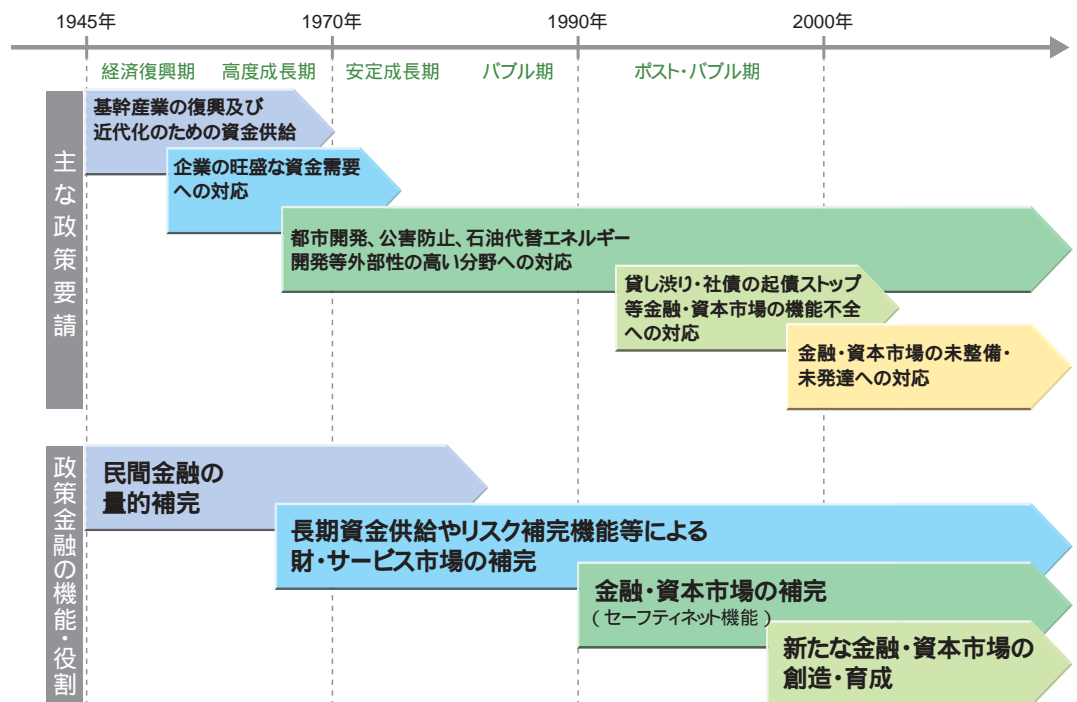 1945年
1970年
1990年
2000年
経済復興期
高度成長期
安定成長期
バブル期
ポスト・バブル期
主な政策要請
基幹産業の復興及び
近代化のための資金供給
企業の旺盛な資金需要
への対応
都市開発、公害防止、石油代替エネルギー
開発等外部性の高い分野への対応
貸し渋り・社債の起債ストップ
等金融・資本市場の機能不全
への対応
金融・資本市場の未整備・
未発達への対応
政策金融の機能・役割
民間金融の
量的補完
長期資金供給やリスク補完機能等による
財・サービス市場の補完
金融・資本市場の補完
（セーフティネット機能）
新たな金融・資本市場の
創造・育成